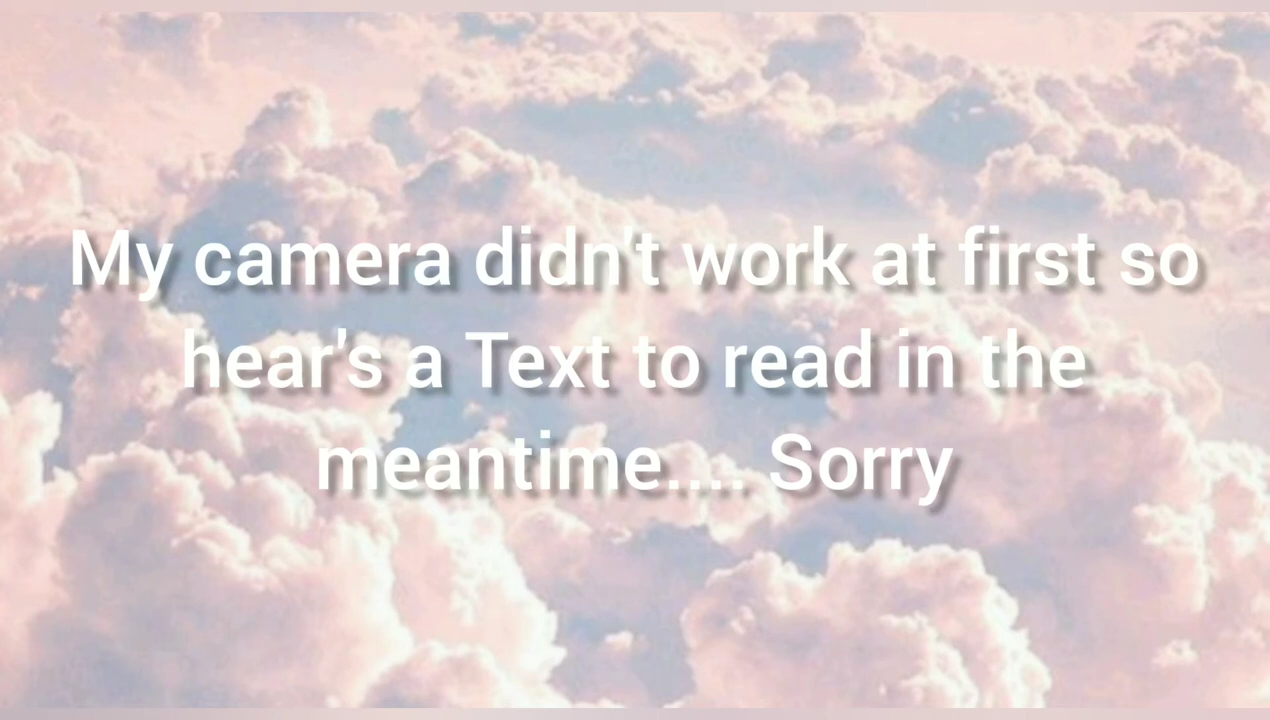 My camera didn't work at first so
hear's a Text to read in the
meantime.... Sorry